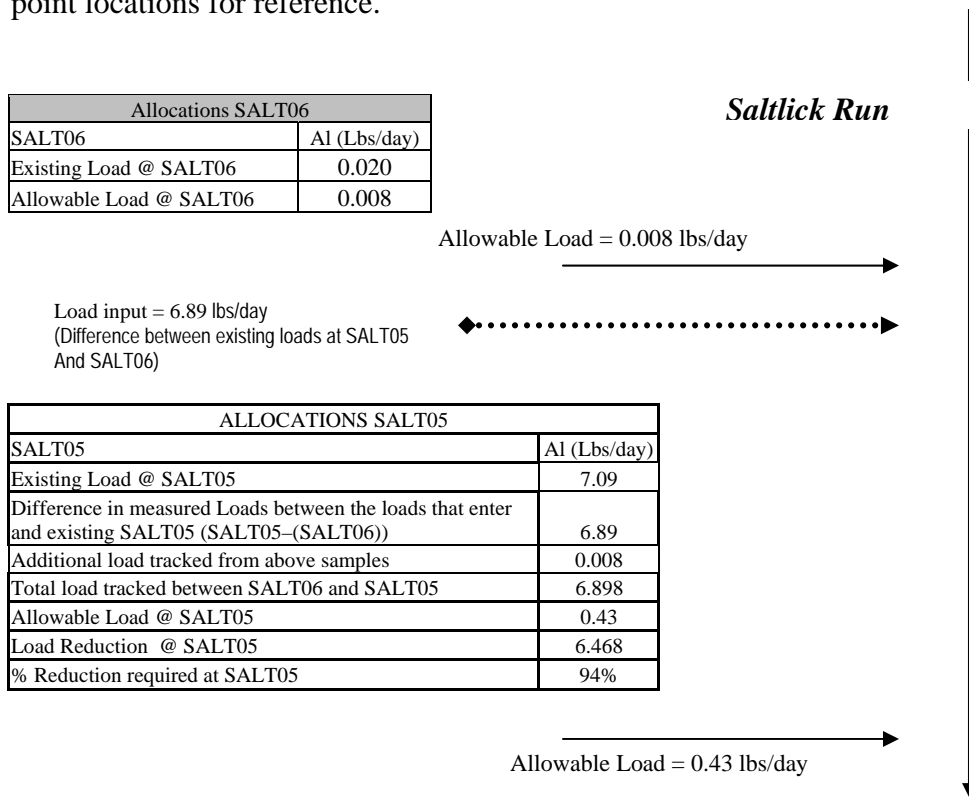 point locations for reference.
Saltlick Run
Allocations SALT06
SALT06 Al (Lbs/day)
Existing Load @ SALT06 0.020
Allowable Load @ SALT06 0.008
Allowable Load = 0.008 lbs/day
Load input = 6.89 lbs/day
(Difference between existing loads at SALT05
And SALT06)
ALLOCATIONS SALT05
SALT05 Al (Lbs/day)
Existing Load @ SALT05 7.09
Difference in measured Loads between the loads that enter
and existing SALT05 (SALT05–(SALT06)) 6.89
Additional load tracked from above samples 0.008
Total load tracked between SALT06 and SALT05 6.898
Allowable Load @ SALT05 0.43
Load Reduction @ SALT05 6.468
% Reduction required at SALT05 94%
Allowable Load = 0.43 lbs/day